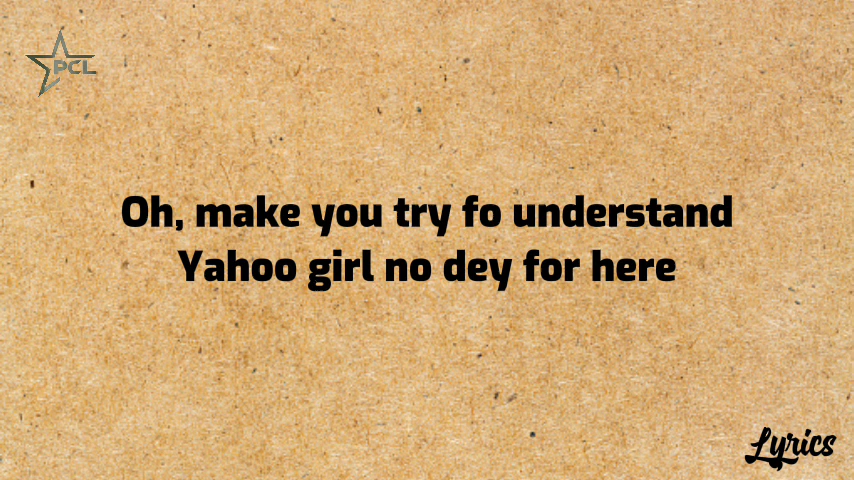 PCL
Oh, make you try fo understand
Yahoo girl no dey for here
Lyrics